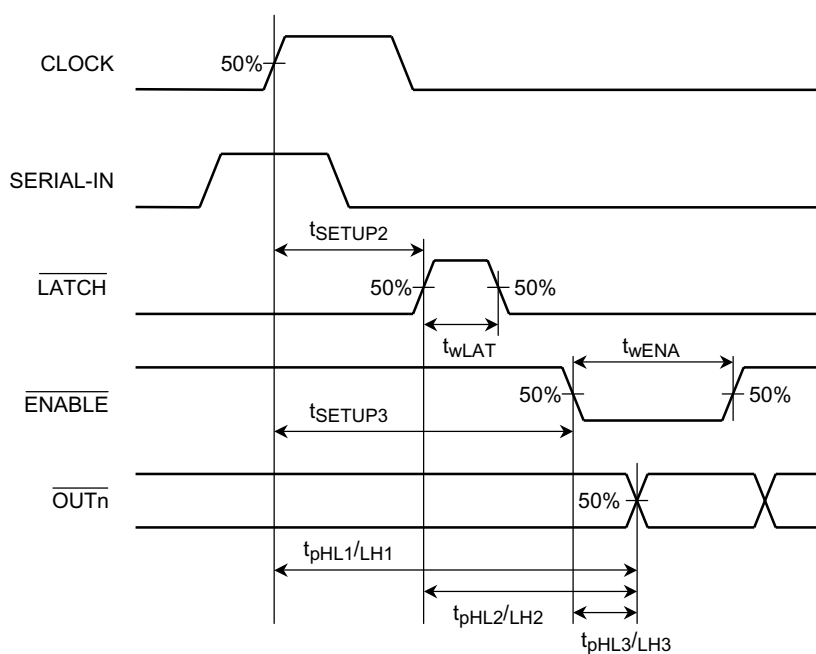 CLOCK
50%
SERIAL-IN
tSETUP2
LATCH
50%
50%
twLAT
twENA
ENABLE
50%
50%
tSETUP3
OUTn
50%
tpHL1/LH1
tpHL2/LH2
tpHL3/LH3